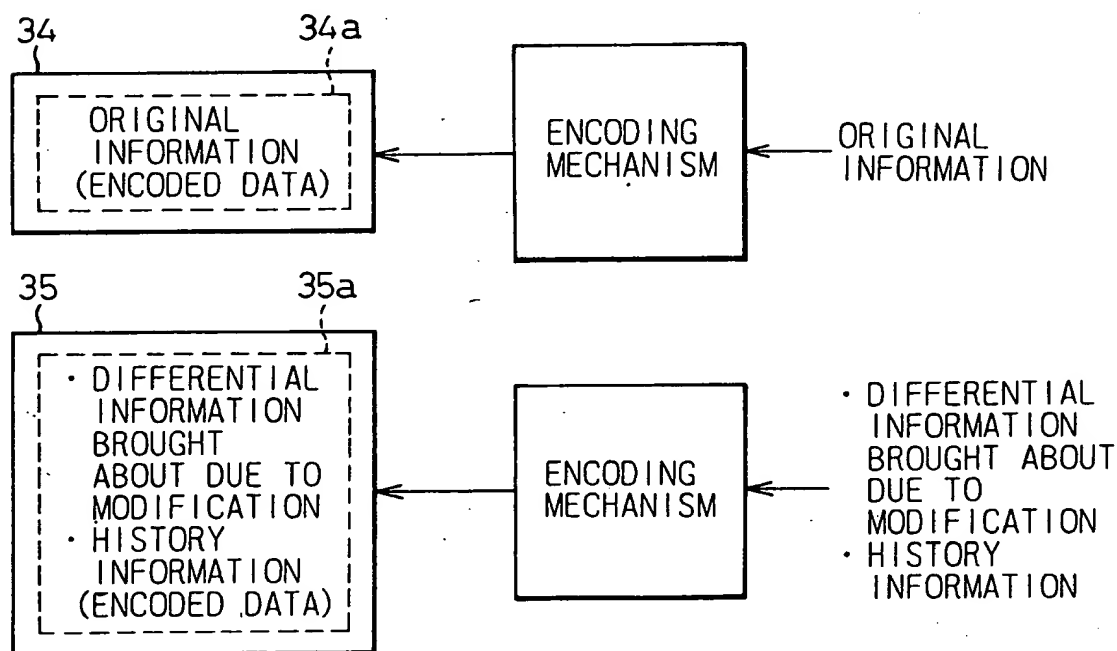 34
34a
ORIGINAL
INFORMATION
(ENCODED DATA)
ENCODING
MECHANISM
ORIGINAL
INFORMATION
35
35a
· DIFFERENTIAL
INFORMATION
BROUGHT
ABOUT DUE TO
MODIFICATION
· HISTORY
INFORMATION
(ENCODED DATA)
ENCODING
MECHANISM
· DIFFERENTIAL
INFORMATION
BROUGHT ABOUT
DUE TO
MODIFICATION
· HISTORY
INFORMATION